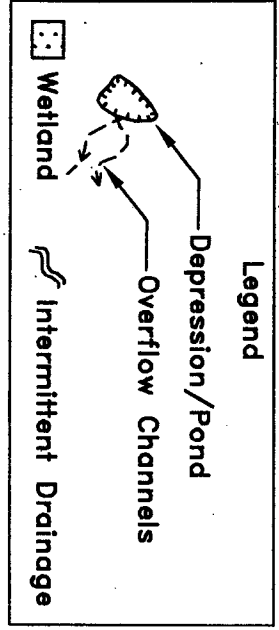 Legend
Depression/Pond
Overflow Channels
Wetland
Intermittent Drainage